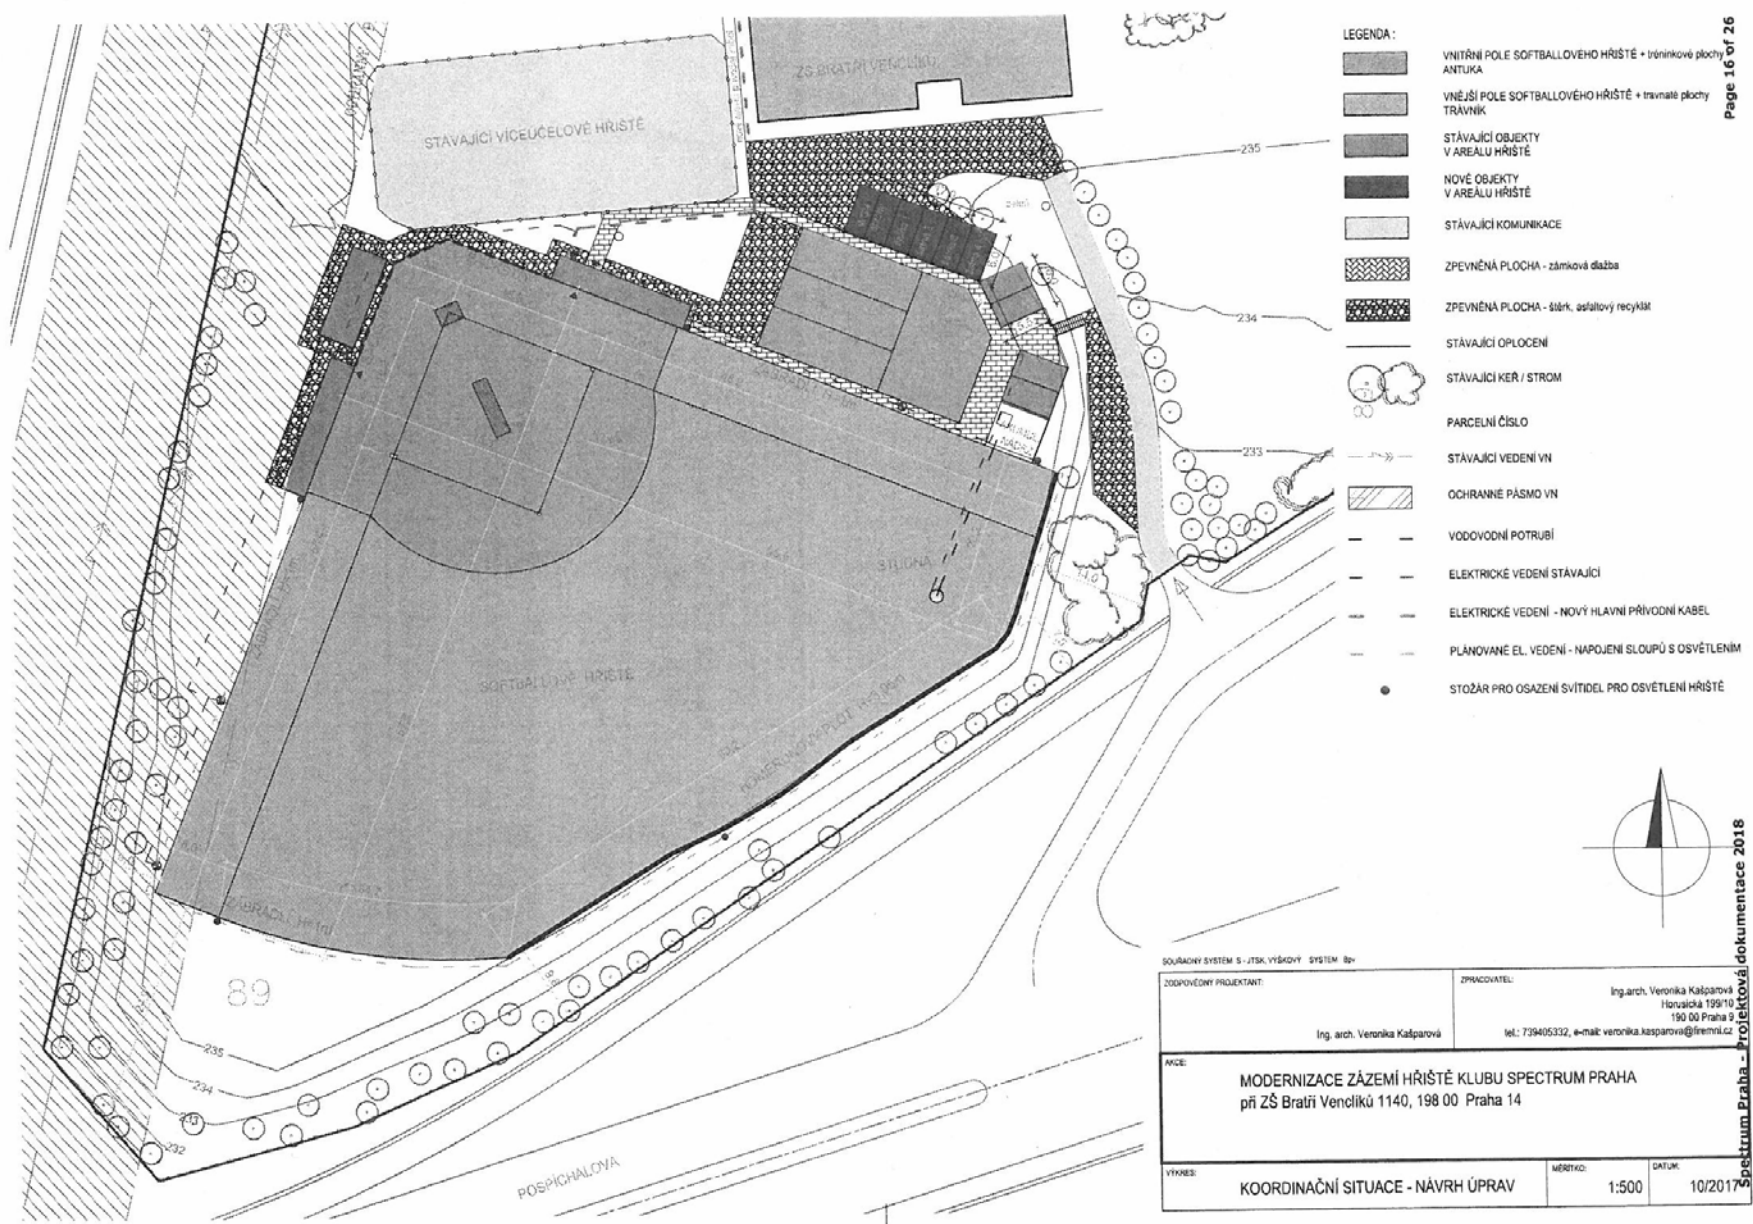 ZŠ BRATŘÍ VENCLÍKŮ
STÁVAJÍCÍ VÍCEÚČELOVÉ HŘIŠTĚ
235
234
233
STUDNA
SOFTBALLOVÉ HŘIŠTĚ
14,0
89
235
234
233
232
POSPÍCHALOVA
LEGENDA :
VNITŘNÍ POLE SOFTBALLOVÉHO HŘIŠTĚ + tréninkové plochy
ANTUKA
VNĚJŠÍ POLE SOFTBALLOVÉHO HŘIŠTĚ + travnaté plochy
TRÁVNÍK
STÁVAJÍCÍ OBJEKTY
V AREÁLU HŘIŠTĚ
NOVÉ OBJEKTY
V AREÁLU HŘIŠTĚ
STÁVAJÍCÍ KOMUNIKACE
ZPEVNĚNÁ PLOCHA - zámková dlažba
ZPEVNĚNÁ PLOCHA - štěrk, asfaltový recyklát
STÁVAJÍCÍ OPLOCENÍ
STÁVAJÍCÍ KEŘ / STROM
PARCELNÍ ČÍSLO
STÁVAJÍCÍ VEDENÍ VN
OCHRANNÉ PÁSMO VN
VODOVODNÍ POTRUBÍ
ELEKTRICKÉ VEDENÍ STÁVAJÍCÍ
ELEKTRICKÉ VEDENÍ - NOVÝ HLAVNÍ PŘÍVODNÍ KABEL
PLÁNOVANÉ EL. VEDENÍ - NAPOJENÍ SLOUPŮ S OSVĚTLENÍM
STOŽÁR PRO OSAZENÍ SVÍTIDEL PRO OSVĚTLENÍ HŘIŠTĚ
Page 16 of 26
Spectrum Praha - Projektová dokumentace 2018
SOUŘADNÝ SYSTÉM S-JTSK, VÝŠKOVÝ SYSTÉM Bpv
ZODPOVĚDNÝ PROJEKTANT:
Ing. arch. Veronika Kašparová
ZPRACOVATEL:
Ing.arch. Veronika Kašparová
Horusická 199/10
190 00 Praha 9
tel.: 739405332, e-mail: veronika.kasparova@firemni.cz
AKCE:
MODERNIZACE ZÁZEMÍ HŘIŠTĚ KLUBU SPECTRUM PRAHA
při ZŠ Bratří Venclíků 1140, 198 00 Praha 14
VÝKRES:
KOORDINAČNÍ SITUACE - NÁVRH ÚPRAV
MĚŘÍTKO:
1:500
DATUM:
10/2017